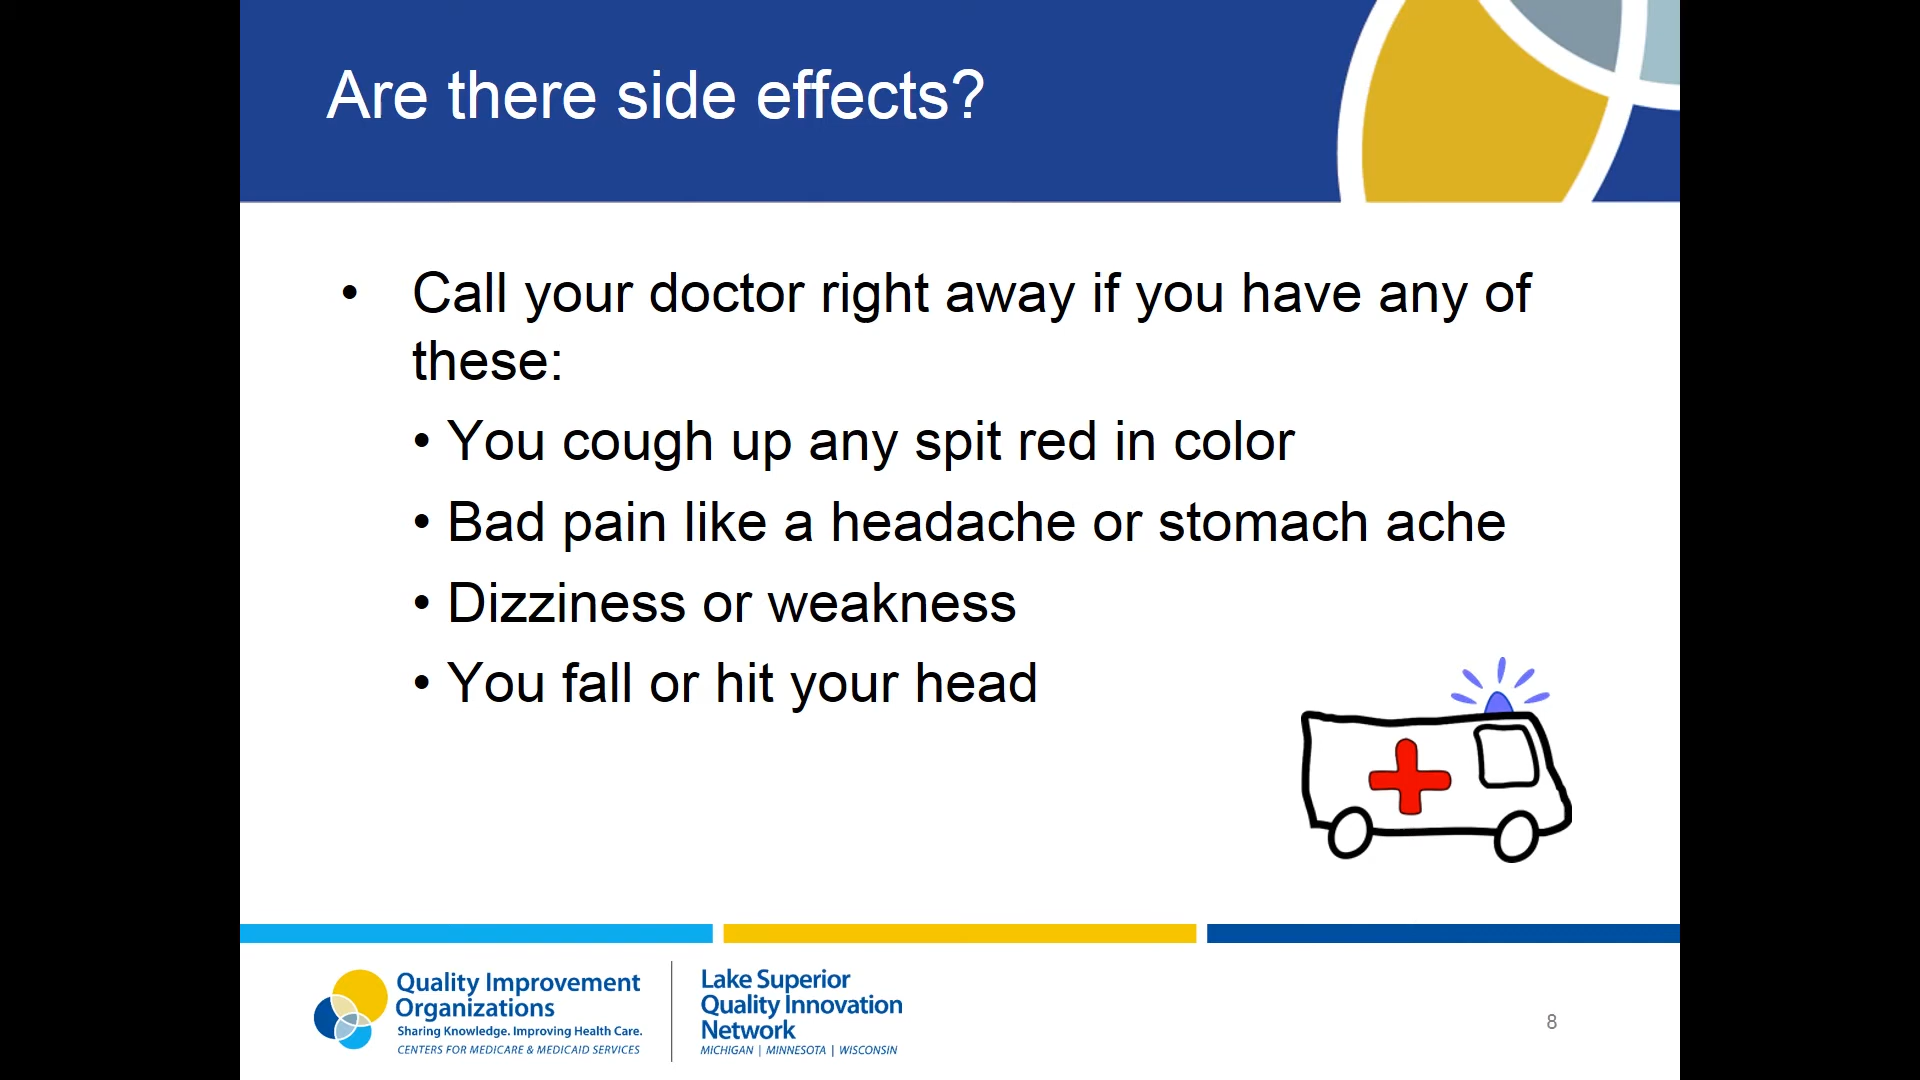 Are there side effects?
• Call your doctor right away if you have any of
these:
• You cough up any spit red in color
• Bad pain like a headache or stomach ache
• Dizziness or weakness
• You fall or hit your head
Quality Improvement
Organizations
Sharing Knowledge. Improving Health Care.
CENTERS FOR MEDICARE & MEDICAID SERVICES
Lake Superior
Quality Innovation
Network
MICHIGAN | MINNESOTA | WISCONSIN
8